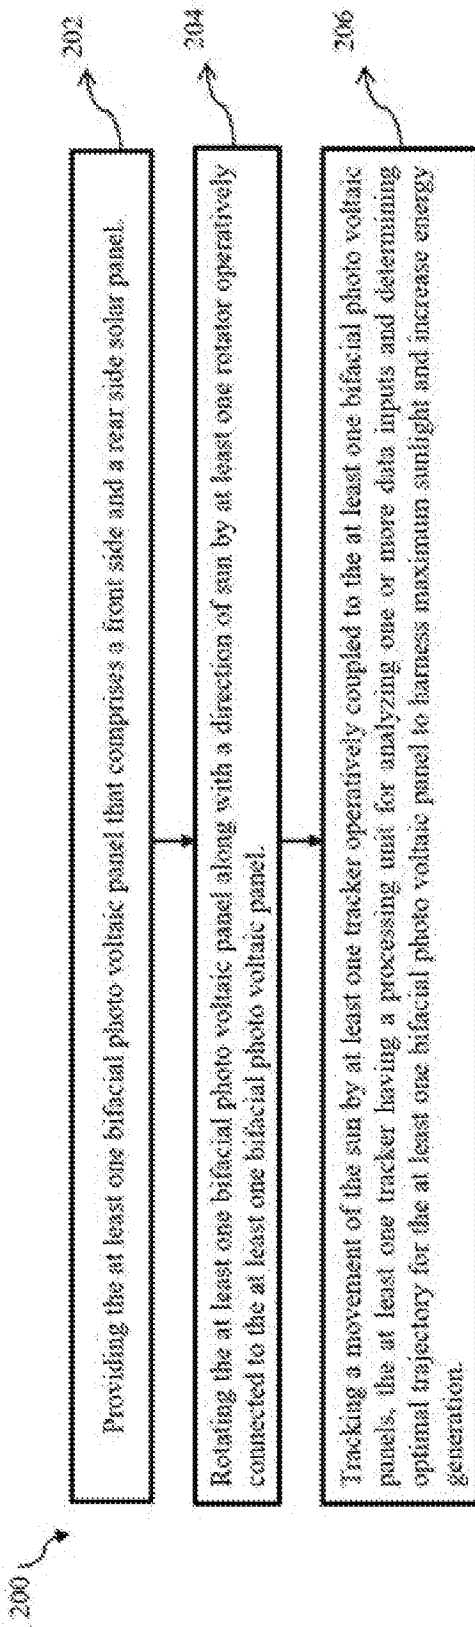 200
Providing the at least one bifacial photo voltaic panel that comprises a front side and a rear side solar panel.
202
Rotating the at least one bifacial photo voltaic panel along with a direction of sun by at least one rotator operatively
connected to the at least one bifacial photo voltaic panel.
204
Tracking a movement of the sun by at least one tracker operatively coupled to the at least one bifacial photo voltaic
panels, the at least one tracker having a processing unit for analyzing one or more data inputs and determining
optimal trajectory for the at least one bifacial photo voltaic panel to harness maximum sunlight and increase energy
generation.
206